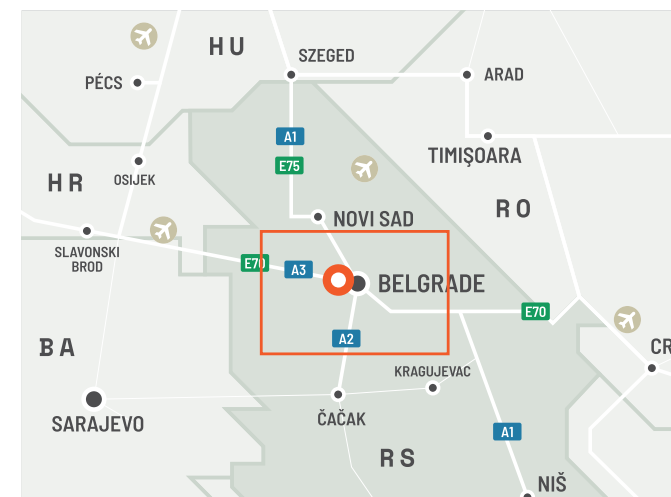 HU
SZEGED
ARAD
PÉCS
A1
TIMIŞOARA
E75
OSIJEK
HR
RO
NOVI SAD
SLAVONSKI
BROD
E70
A3
BELGRADE
E70
A2
BA
CR
KRAGUJEVAC
SARAJEVO
ČAČAK
A1
RS
NIŠ